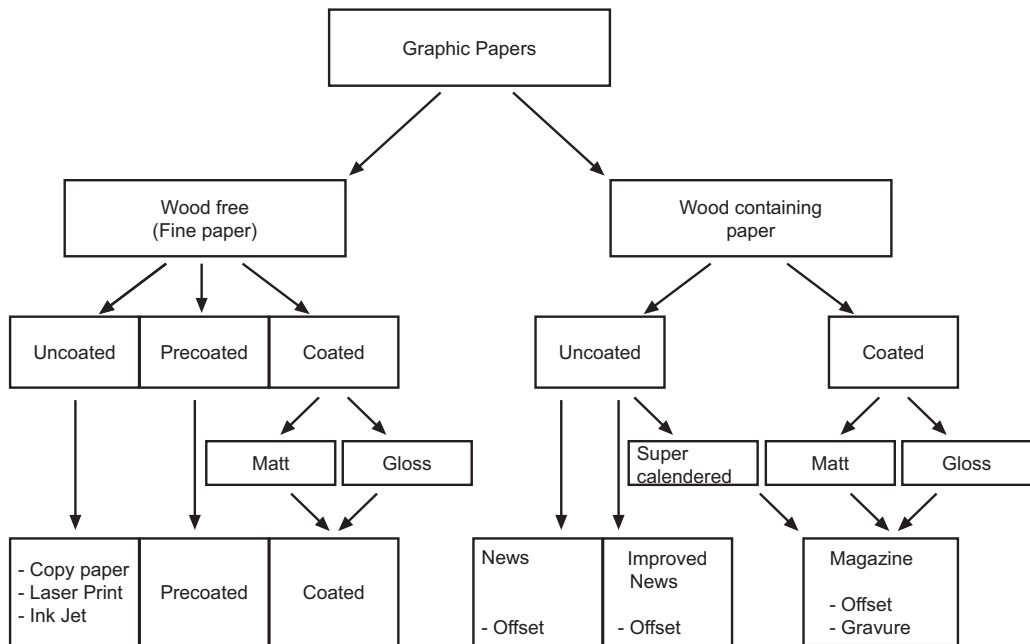 Graphic Papers
Wood free
(Fine paper)
Wood containing
paper
Uncoated
Precoated
Coated
Uncoated
Coated
Matt
Gloss
Super
calendered
Matt
Gloss
- Copy paper
- Laser Print
- Ink Jet
Precoated
Coated
News
- Offset
Improved
News
- Offset
Magazine
- Offset
- Gravure